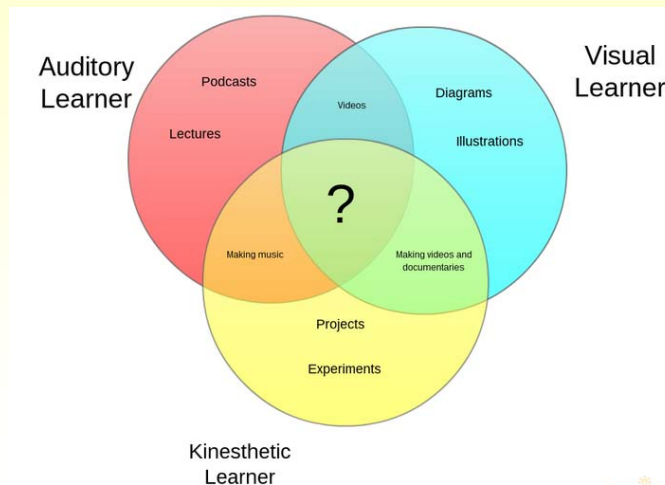 Auditory
Learner
Visual
Learner
Podcasts
Videos
Diagrams
Lectures
Illustrations
?
Making music
Making videos and
documentaries
Projects
Experiments
Kinesthetic
Learner